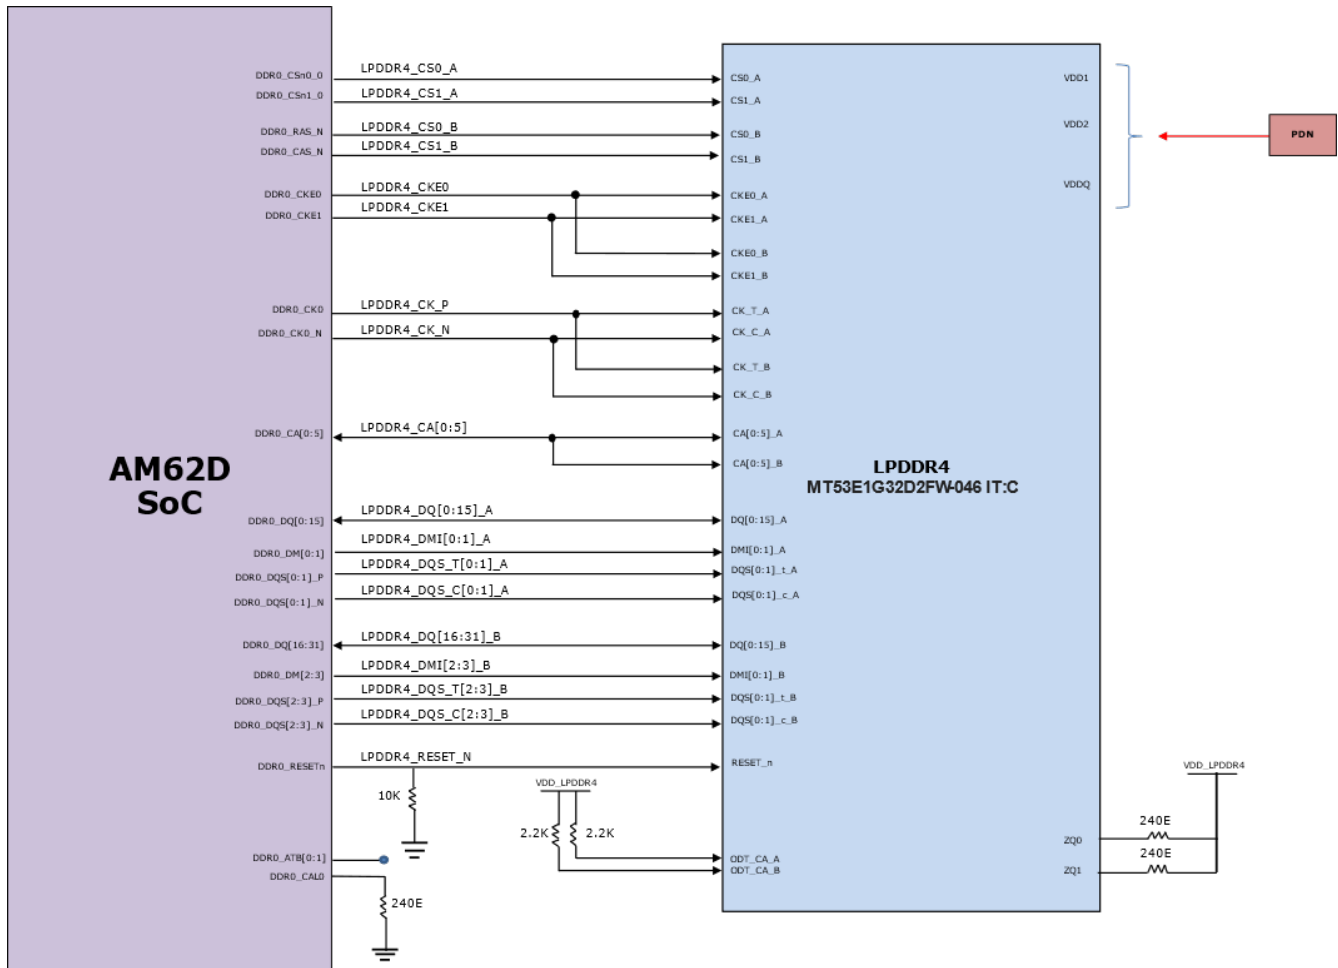 DDR0_CSn0_0
LPDDR4_CS0_A
CS0_A
VDD1
DDR0_CSn1_0
LPDDR4_CS1_A
CS1_A
DDR0_RAS_N
LPDDR4_CS0_B
CS0_B
VDD2
PDN
DDR0_CAS_N
LPDDR4_CS1_B
CS1_B
DDR0_CKE0
LPDDR4_CKE0
CKE0_A
VDDQ
DDR0_CKE1
LPDDR4_CKE1
CKE1_A
CKE0_B
CKE1_B
DDR0_CK0
LPDDR4_CK_P
CK_T_A
DDR0_CK0_N
LPDDR4_CK_N
CK_C_A
CK_T_B
CK_C_B
DDR0_CA[0:5]
LPDDR4_CA[0:5]
CA[0:5]_A
CA[0:5]_B
AM62D
SoC
LPDDR4
MT53E1G32D2FW-046 IT:C
DDR0_DQ[0:15]
LPDDR4_DQ[0:15]_A
DQ[0:15]_A
DDR0_DM[0:1]
LPDDR4_DMI[0:1]_A
DMI[0:1]_A
DDR0_DQS[0:1]_P
LPDDR4_DQS_T[0:1]_A
DQS[0:1]_t_A
DDR0_DQS[0:1]_N
LPDDR4_DQS_C[0:1]_A
DQS[0:1]_c_A
DDR0_DQ[16:31]
LPDDR4_DQ[16:31]_B
DQ[0:15]_B
DDR0_DM[2:3]
LPDDR4_DMI[2:3]_B
DMI[0:1]_B
DDR0_DQS[2:3]_P
LPDDR4_DQS_T[2:3]_B
DQS[0:1]_t_B
DDR0_DQS[2:3]_N
LPDDR4_DQS_C[2:3]_B
DQS[0:1]_c_B
DDR0_RESETn
LPDDR4_RESET_N
RESET_n
10K
VDD_LPDDR4
2.2K
2.2K
VDD_LPDDR4
240E
ZQ0
240E
ZQ1
DDR0_ATB[0:1]
ODT_CA_A
ODT_CA_B
DDR0_CAL0
240E